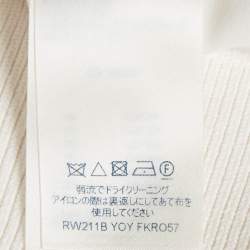 弱流でドライクリーニング
アイロンの際は裏返しにしてあて布を
使用してください
RW211B YOY FKRO57